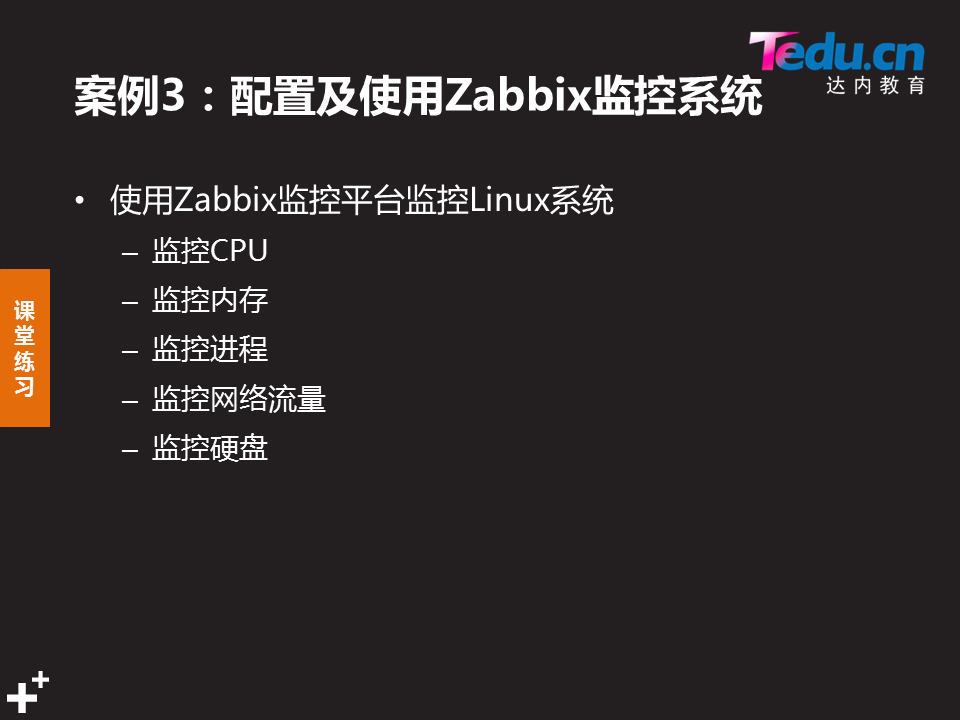 Tedu.cn
达内教育
案例3：配置及使用Zabbix监控系统
• 使用Zabbix监控平台监控Linux系统
– 监控CPU
– 监控内存
– 监控进程
– 监控网络流量
– 监控硬盘
课
堂
练
习